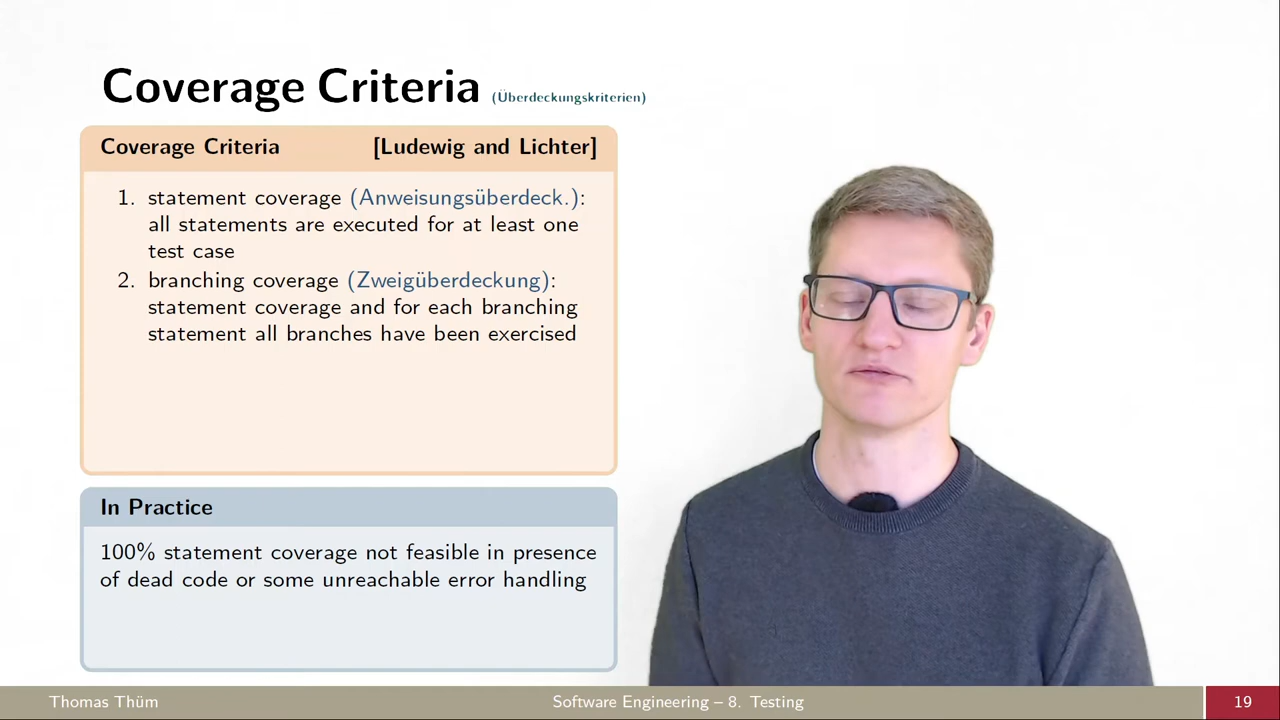 Coverage Criteria (Überdeckungskriterien)
Coverage Criteria [Ludewig and Lichter]
1. statement coverage (Anweisungsüberdeck.):
all statements are executed for at least one
test case
2. branching coverage (Zweigüberdeckung):
statement coverage and for each branching
statement all branches have been exercised
In Practice
100% statement coverage not feasible in presence
of dead code or some unreachable error handling
Thomas Thüm Software Engineering – 8. Testing 19